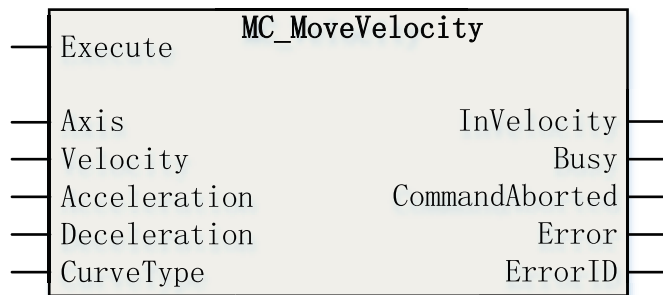 MC_MoveVelocity
Execute
Axis
InVelocity
Velocity
Busy
Acceleration
CommandAborted
Deceleration
Error
CurveType
ErrorID